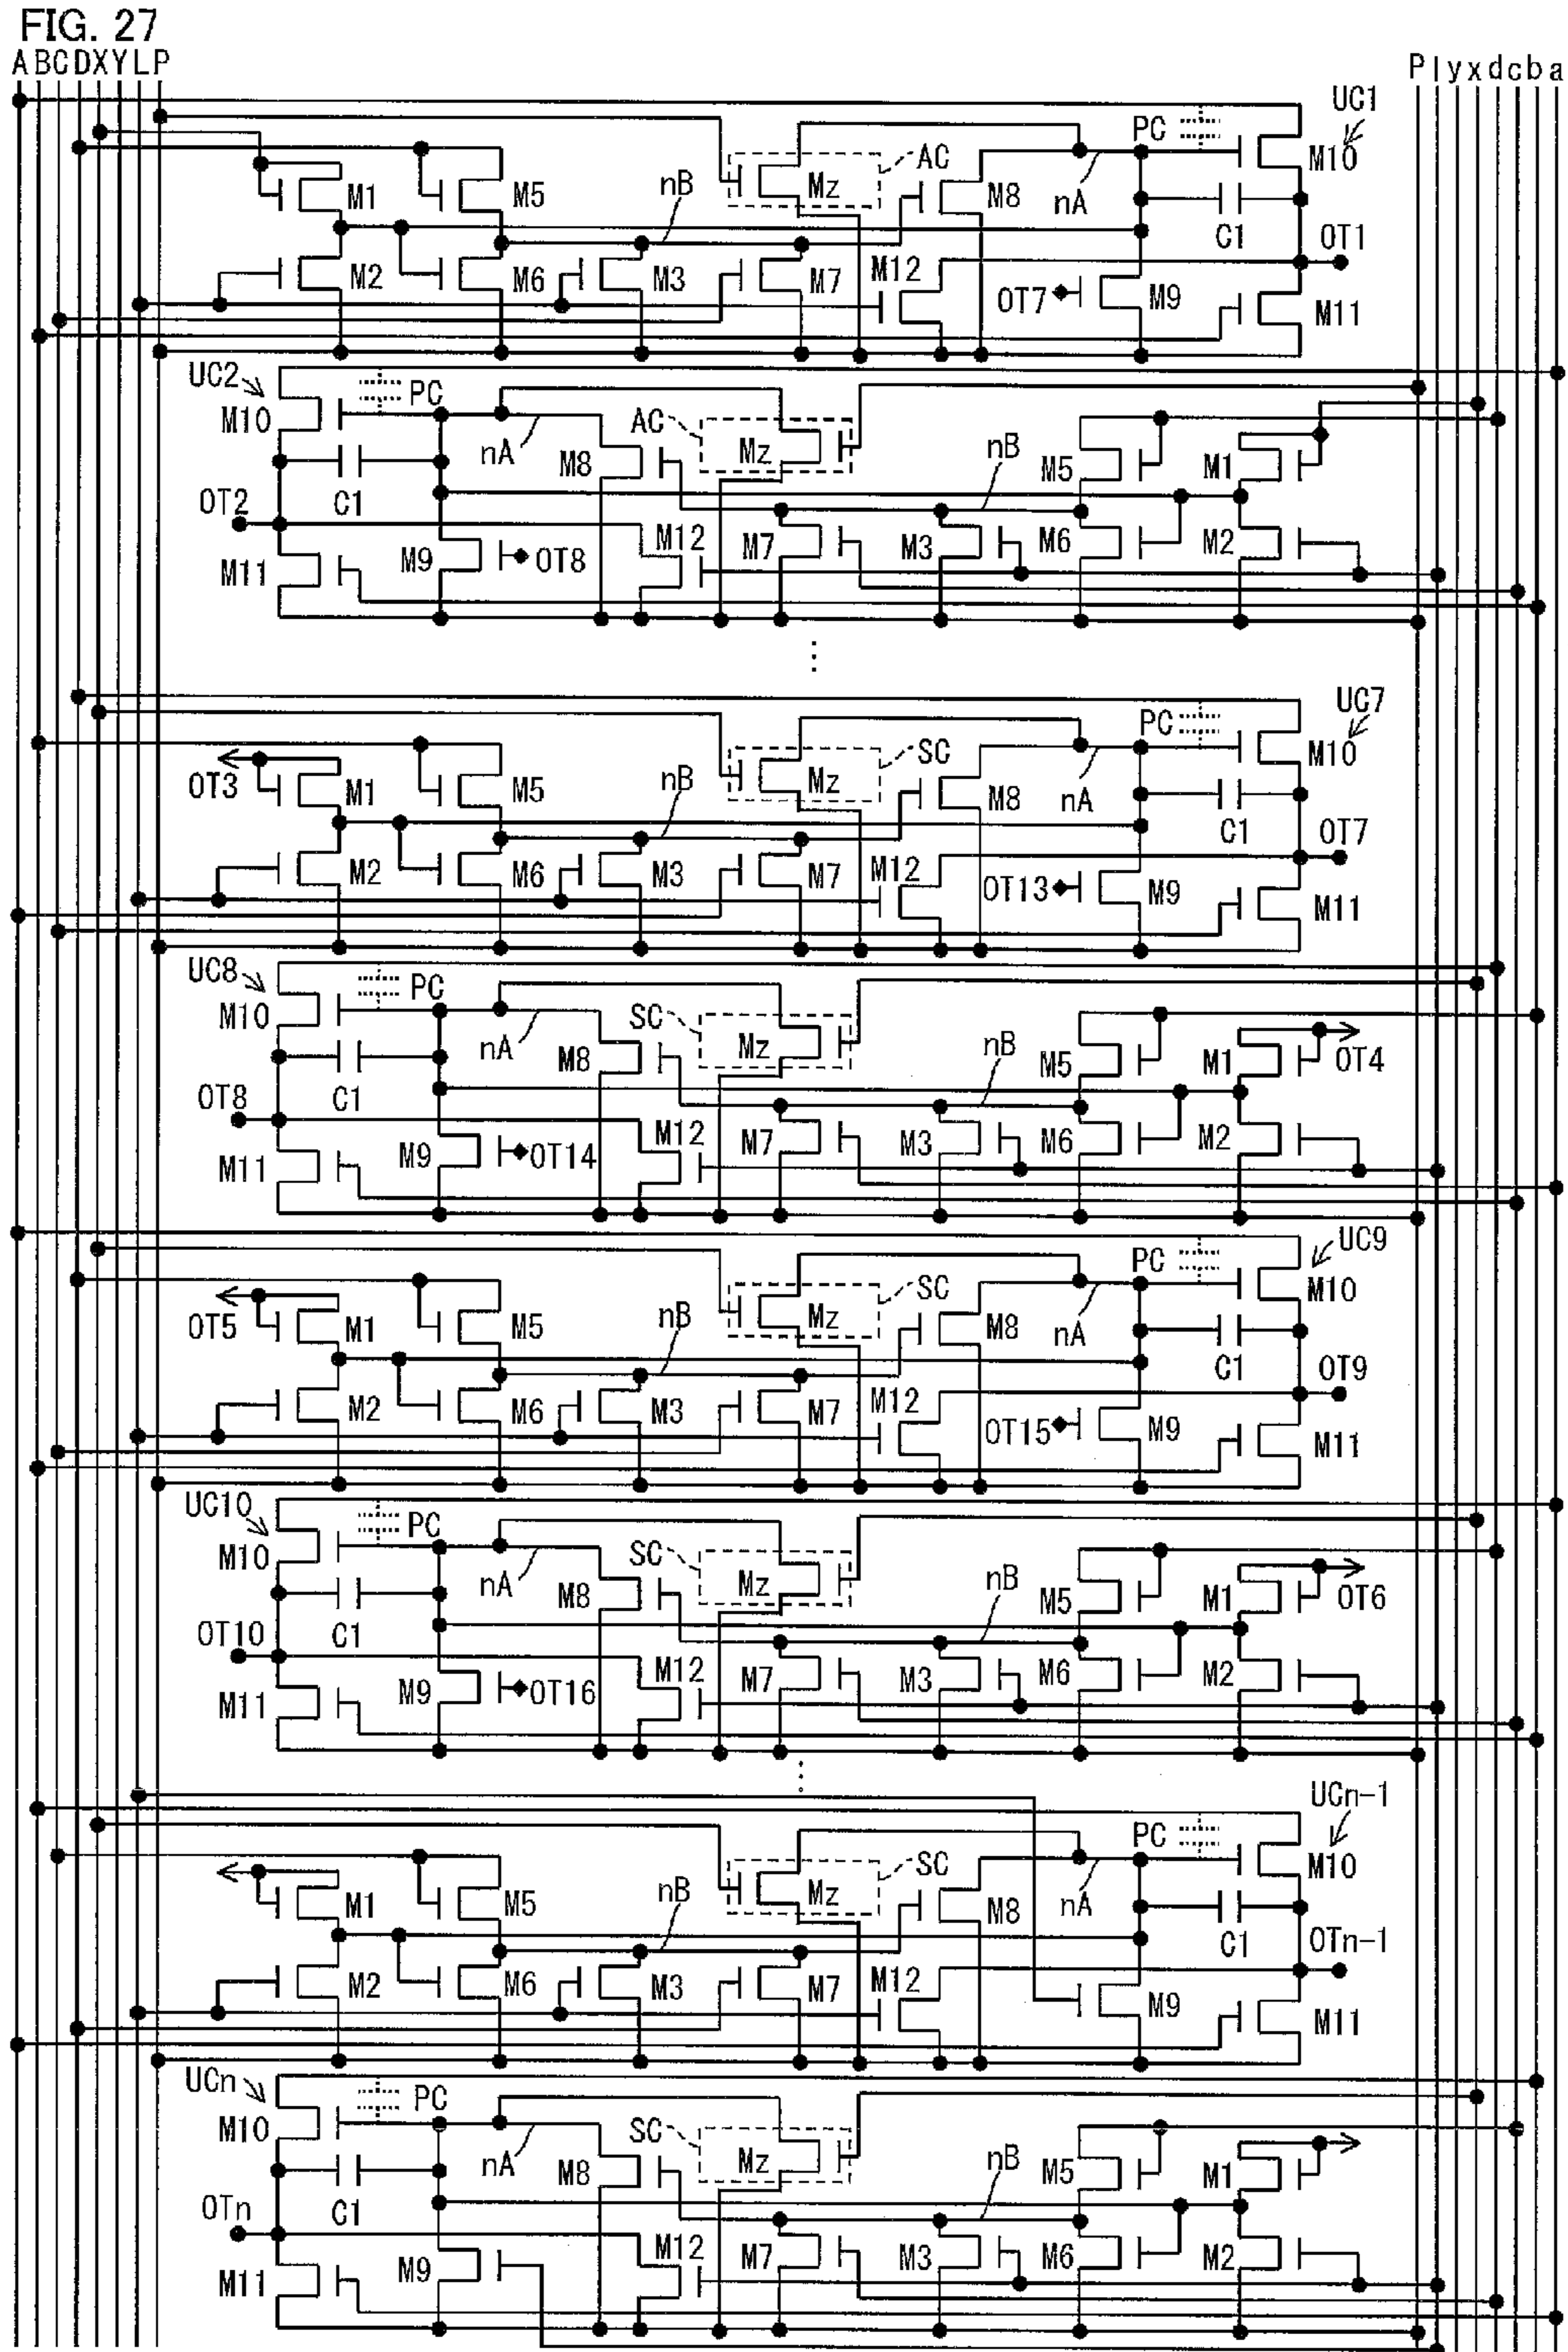 FIG. 27
A B C D X Y L P
P l y x d c b a
UC1
PC
M10
AC
M1
M5
nB
Mz
M8
nA
C1
OT1
M2
M6
M3
M7
M12
OT7
M9
M11
UC2
PC
M10
AC
nA
M8
Mz
nB
M5
M1
OT2
C1
M12
M7
M3
M6
M2
M11
M9
OT8
UC7
PC
M10
SC
OT3
M1
M5
nB
Mz
M8
nA
C1
OT7
M2
M6
M3
M7
M12
OT13
M9
M11
UC8
PC
M10
SC
nA
M8
Mz
nB
M5
M1
OT4
OT8
C1
M12
M7
M3
M6
M2
M11
M9
OT14
UC9
PC
M10
SC
OT5
M1
M5
nB
Mz
M8
nA
C1
OT9
M2
M6
M3
M7
M12
OT15
M9
M11
UC10
PC
M10
SC
nA
M8
Mz
nB
M5
M1
OT6
OT10
C1
M12
M7
M3
M6
M2
M11
M9
OT16
UCn-1
PC
M10
SC
M1
M5
nB
Mz
M8
nA
C1
OTn-1
M2
M6
M3
M7
M12
M9
M11
UCn
PC
M10
SC
nA
M8
Mz
nB
M5
M1
OTn
C1
M12
M7
M3
M6
M2
M11
M9